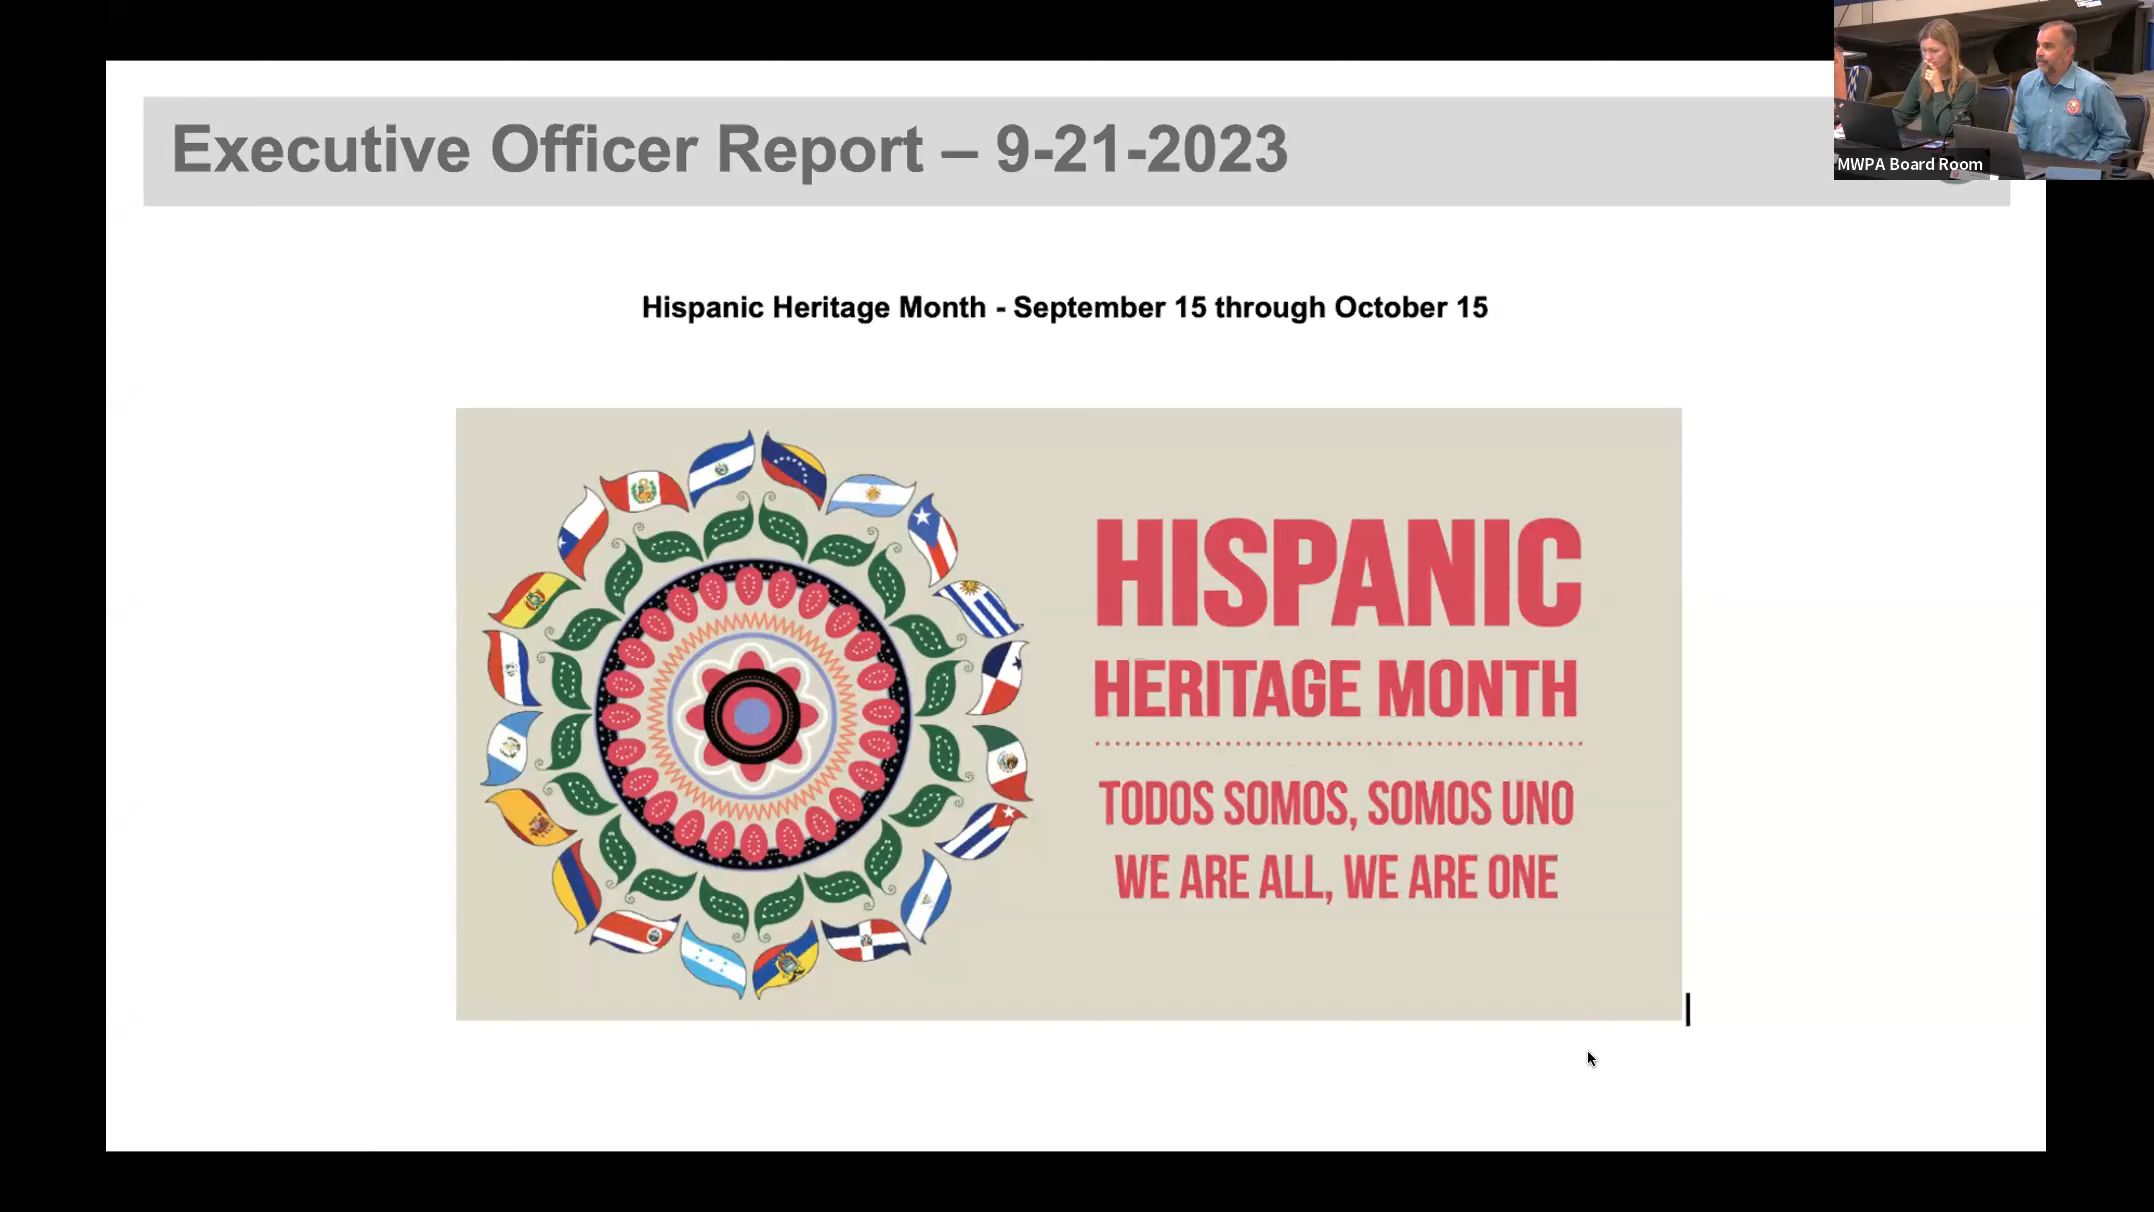 Executive Officer Report – 9-21-2023
MWPA Board Room
Hispanic Heritage Month - September 15 through October 15
HISPANIC
HERITAGE MONTH
TODOS SOMOS, SOMOS UNO
WE ARE ALL, WE ARE ONE